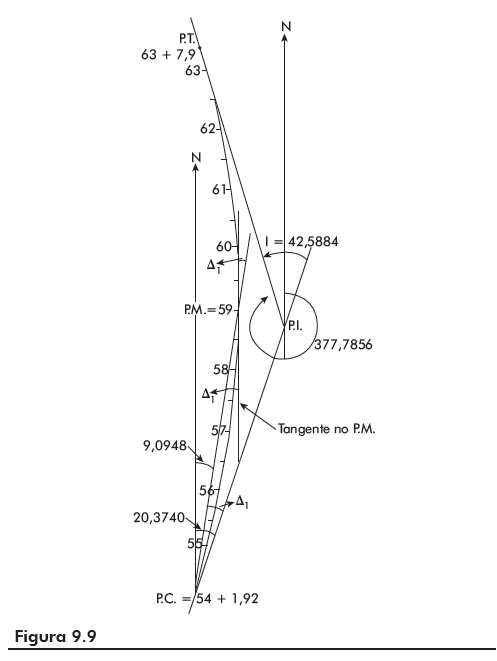 N
P.T.
63 + 7,9
63
62
N
61
60
I = 42,5884
Δ1
P.M.=59
P.I.
377,7856
58
Δ1
57
Tangente no P.M.
9,0948
56
Δ1
20,3740
55
P.C. = 54 + 1,92
Figura 9.9